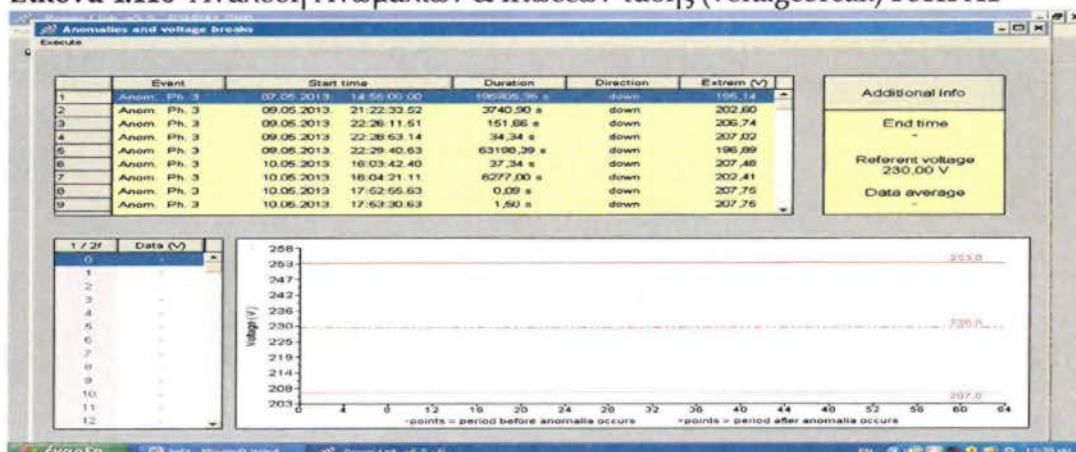 Anomalies and voltage breaks
Execute
Event Start time Duration Direction Extrem (V)
1 Anom. Ph. 3 07.05.2013 14:55:00.00 down 195,14
2 Anom. Ph. 3 09.05.2013 21:22:33.52 3740,90 s down 202,60
3 Anom. Ph. 3 09.05.2013 22:26:11.51 151,66 s down 206,74
4 Anom. Ph. 3 09.05.2013 22:28:53.14 34,34 s down 207,02
5 Anom. Ph. 3 09.05.2013 22:29:40.63 63198,39 s down 196,89
6 Anom. Ph. 3 10.05.2013 16:03:42.40 37,34 s down 207,48
7 Anom. Ph. 3 10.05.2013 16:04:21.11 6277,00 s down 202,41
8 Anom. Ph. 3 10.05.2013 17:52:55.63 0,09 s down 207,75
9 Anom. Ph. 3 10.05.2013 17:53:30.63 1,50 s down 207,76
Additional info
End time
-
Referent voltage
230,00 V
Data average
-
1 / 2f Data (V)
0 -
1 -
2 -
3 -
4 -
5 -
6 -
7 -
8 -
9 -
10 -
11 -
12 -
Voltage (V)
258
253
247
242
236
230
225
219
214
208
203
253,0
230,0
207,0
0 4 8 12 16 20 24 28 32 36 40 44 48 52 56 60 64
-points = period before anomalia occurs +points = period after anomalia occurs